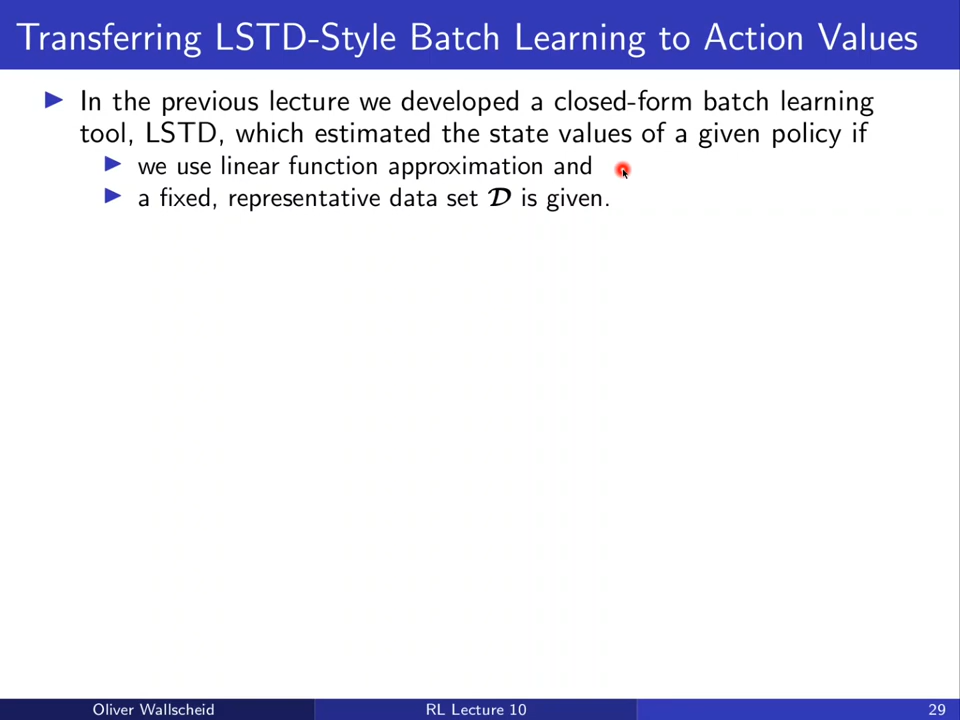 Transferring LSTD-Style Batch Learning to Action Values
In the previous lecture we developed a closed-form batch learning
tool, LSTD, which estimated the state values of a given policy if
we use linear function approximation and
a fixed, representative data set 𝓓 is given.
Oliver Wallscheid RL Lecture 10 29